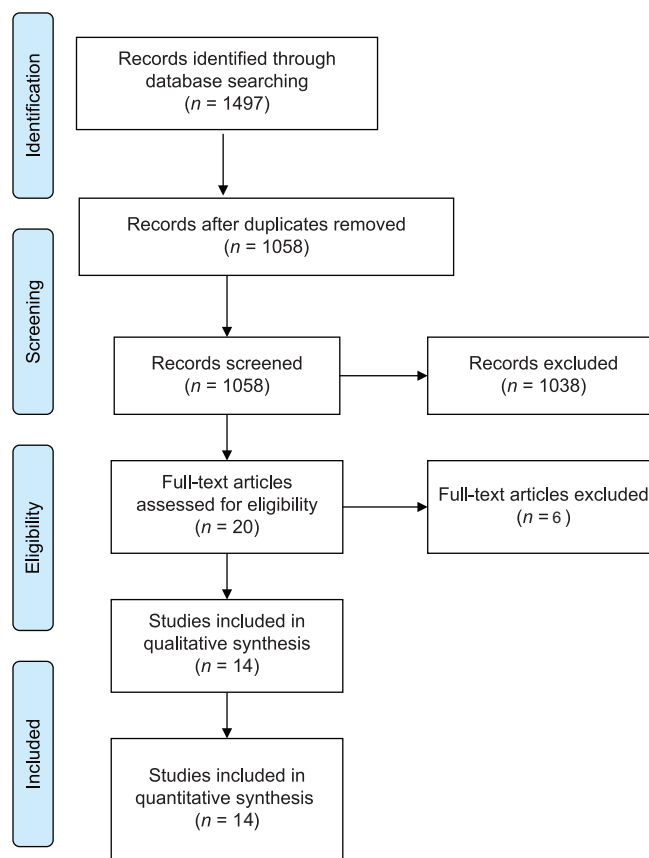 Identification
Records identified through
database searching
(n = 1497)
Records after duplicates removed
(n = 1058)
Screening
Records screened
(n = 1058)
Records excluded
(n = 1038)
Eligibility
Full-text articles
assessed for eligibility
(n = 20)
Full-text articles excluded
(n = 6 )
Studies included in
qualitative synthesis
(n = 14)
Included
Studies included in
quantitative synthesis
(n = 14)